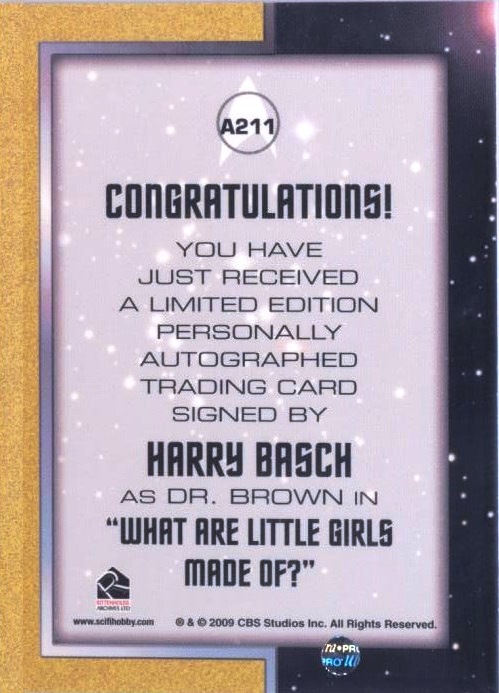 A211
CONGRATULATIONS!
YOU HAVE
JUST RECEIVED
A LIMITED EDITION
PERSONALLY
AUTOGRAPHED
TRADING CARD
SIGNED BY
HARRY BASCH
AS DR. BROWN IN
“WHAT ARE LITTLE GIRLS
MADE OF?”
RITTENHOUSE
ARCHIVES LTD
www.scifihobby.com ® & © 2009 CBS Studios Inc. All Rights Reserved.